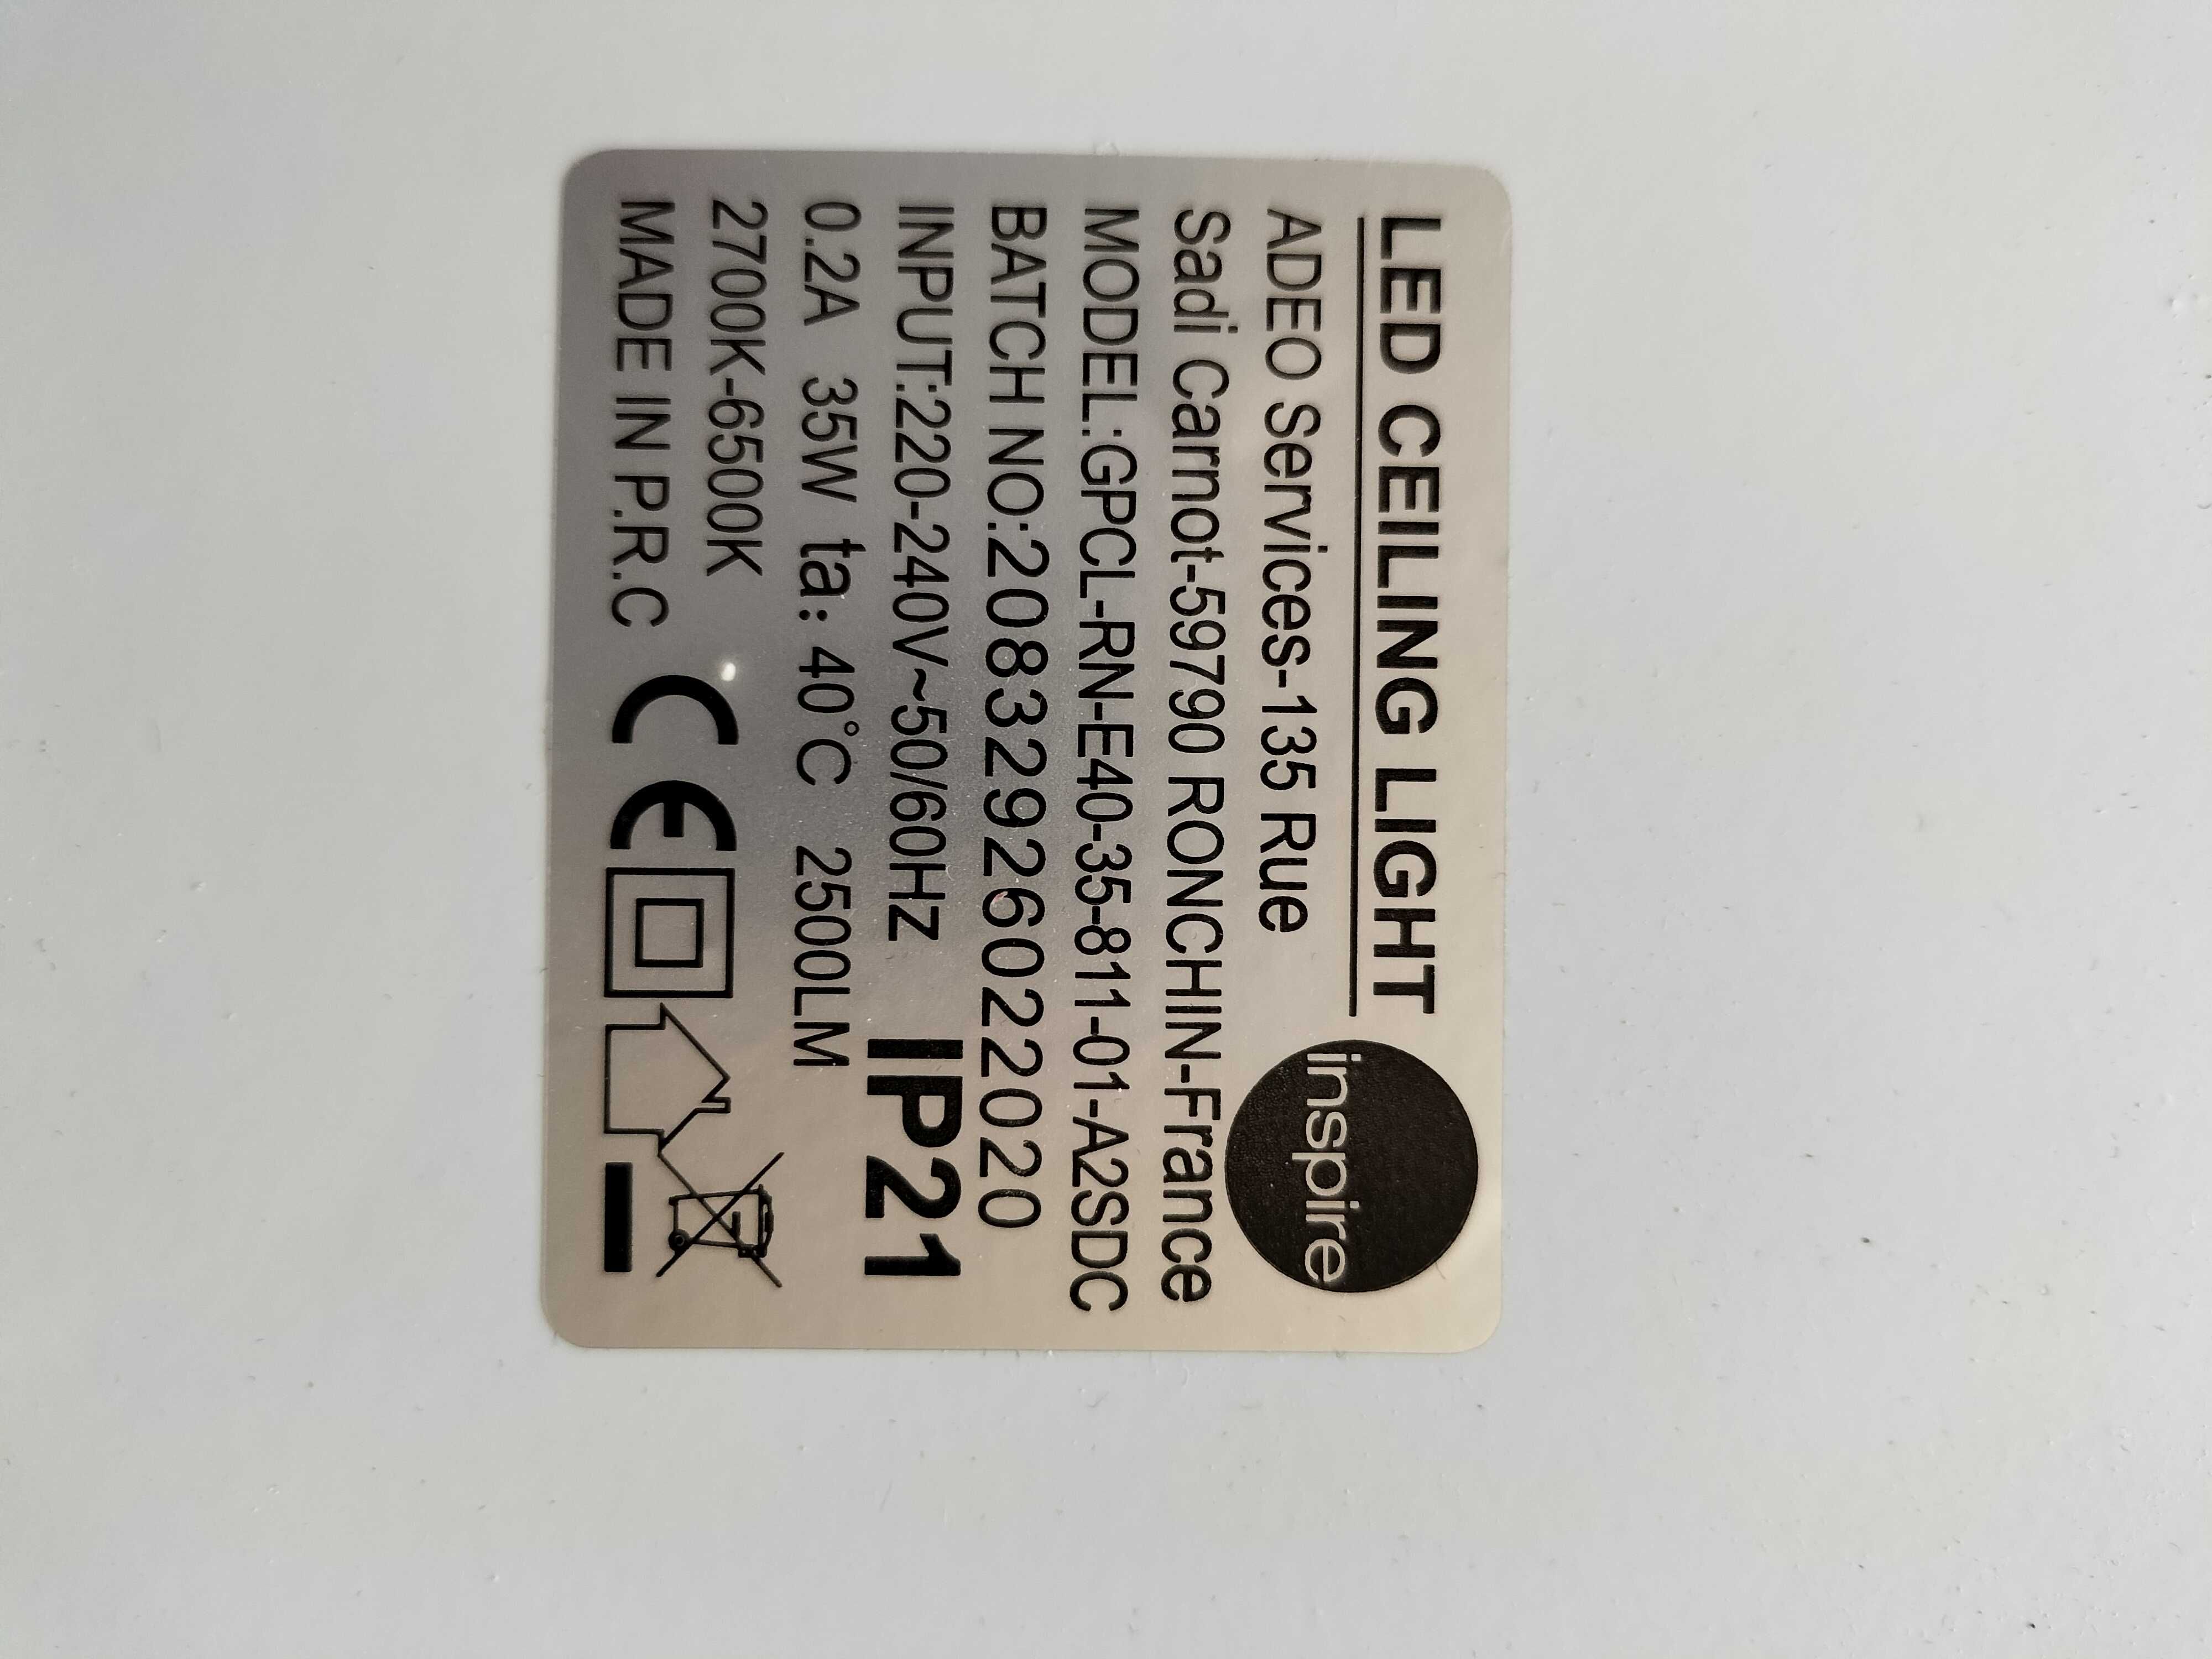 LED CEILING LIGHT
inspire
ADEO Services-135 Rue
Sadi Carnot-59790 RONCHIN-France
MODEL:GPCL-RN-E40-35-811-01-A2SDC
BATCH NO:20832926022020
INPUT:220-240V~50/60Hz
IP21
0.2A 35W ta: 40°C 2500LM
2700K-6500K
MADE IN P.R.C
CE